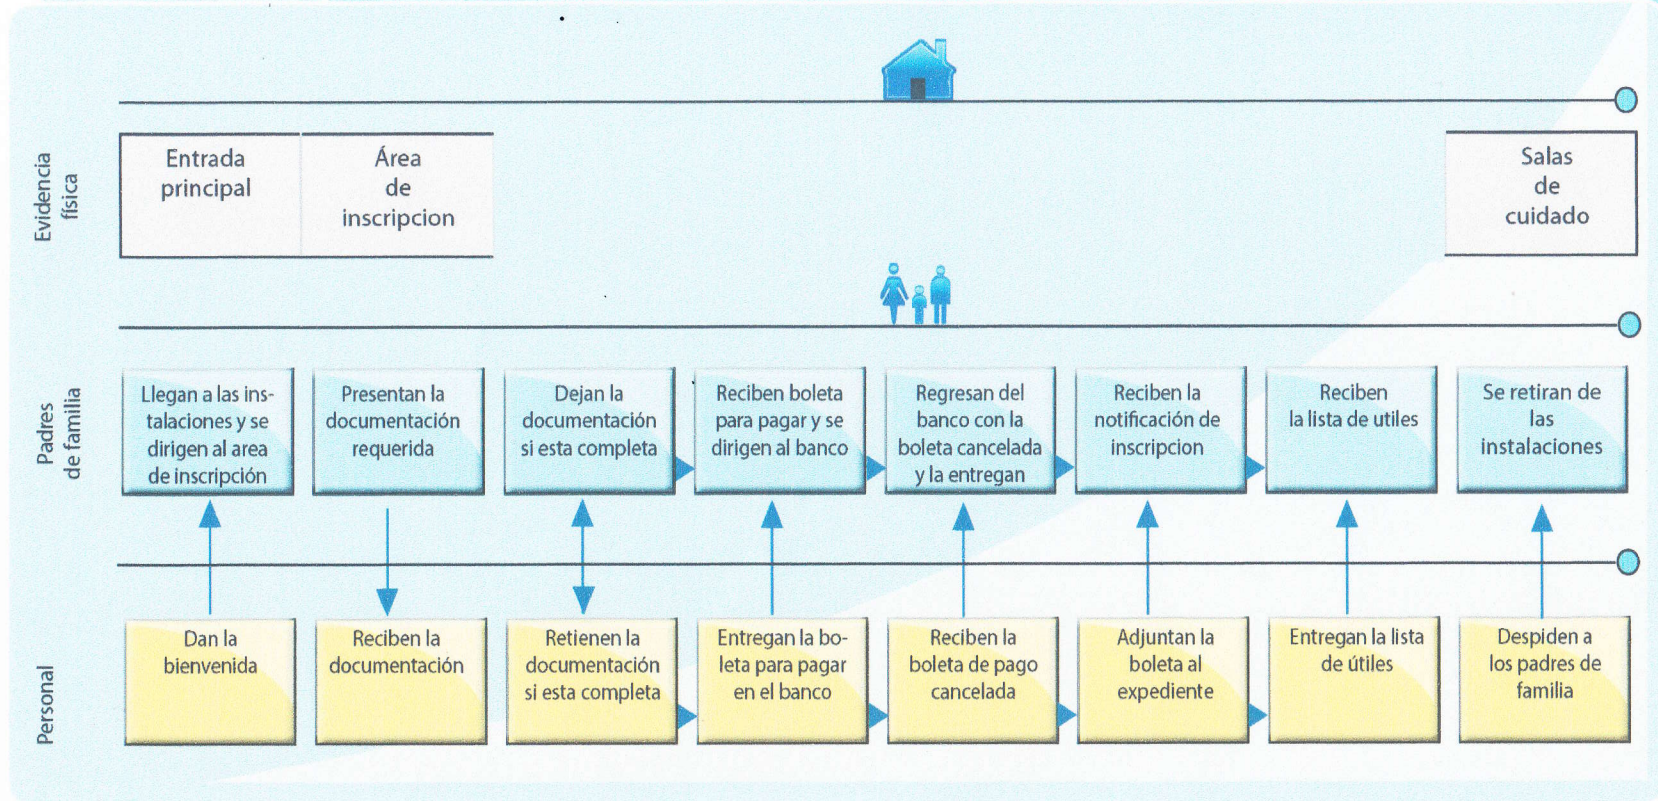 Evidencia
física
Entrada
principal
Área
de
inscripcion
Salas
de
cuidado
Padres
de familia
Llegan a las ins-
talaciones y se
dirigen al area
de inscripción
Presentan la
documentación
requerida
Dejan la
documentación
si esta completa
Reciben boleta
para pagar y se
dirigen al banco
Regresan del
banco con la
boleta cancelada
y la entregan
Reciben la
notificación de
inscripcion
Reciben
la lista de utiles
Se retiran de
las
instalaciones
Personal
Dan la
bienvenida
Reciben la
documentación
Retienen la
documentación
si esta completa
Entregan la bo-
leta para pagar
en el banco
Reciben la
boleta de pago
cancelada
Adjuntan la
boleta al
expediente
Entregan la lista
de útiles
Despiden a
los padres de
familia